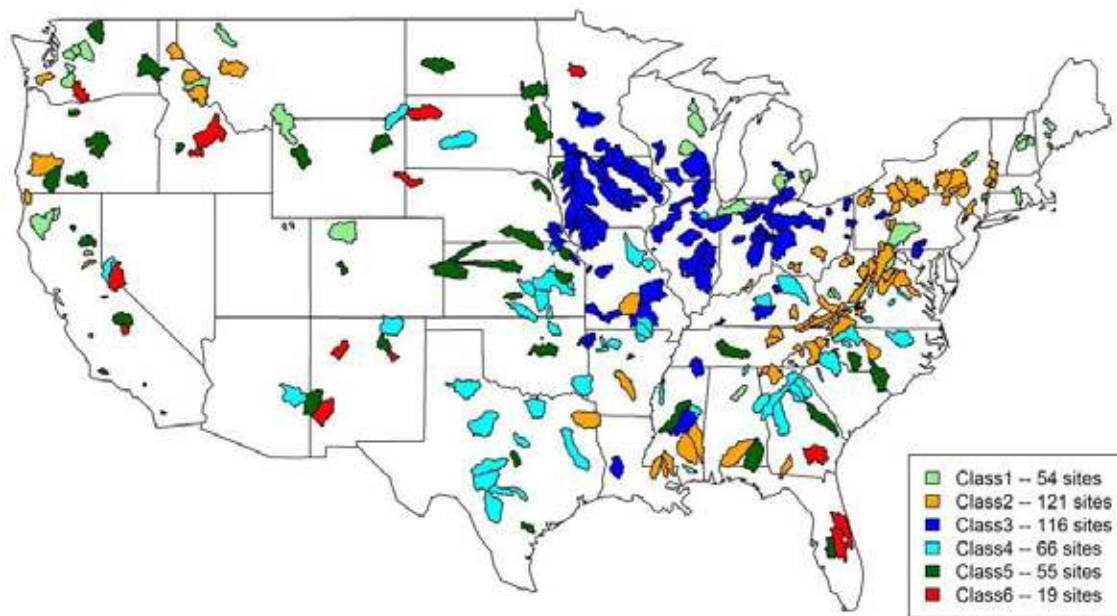 Class1 -- 54 sites
Class2 -- 121 sites
Class3 -- 116 sites
Class4 -- 66 sites
Class5 -- 55 sites
Class6 -- 19 sites